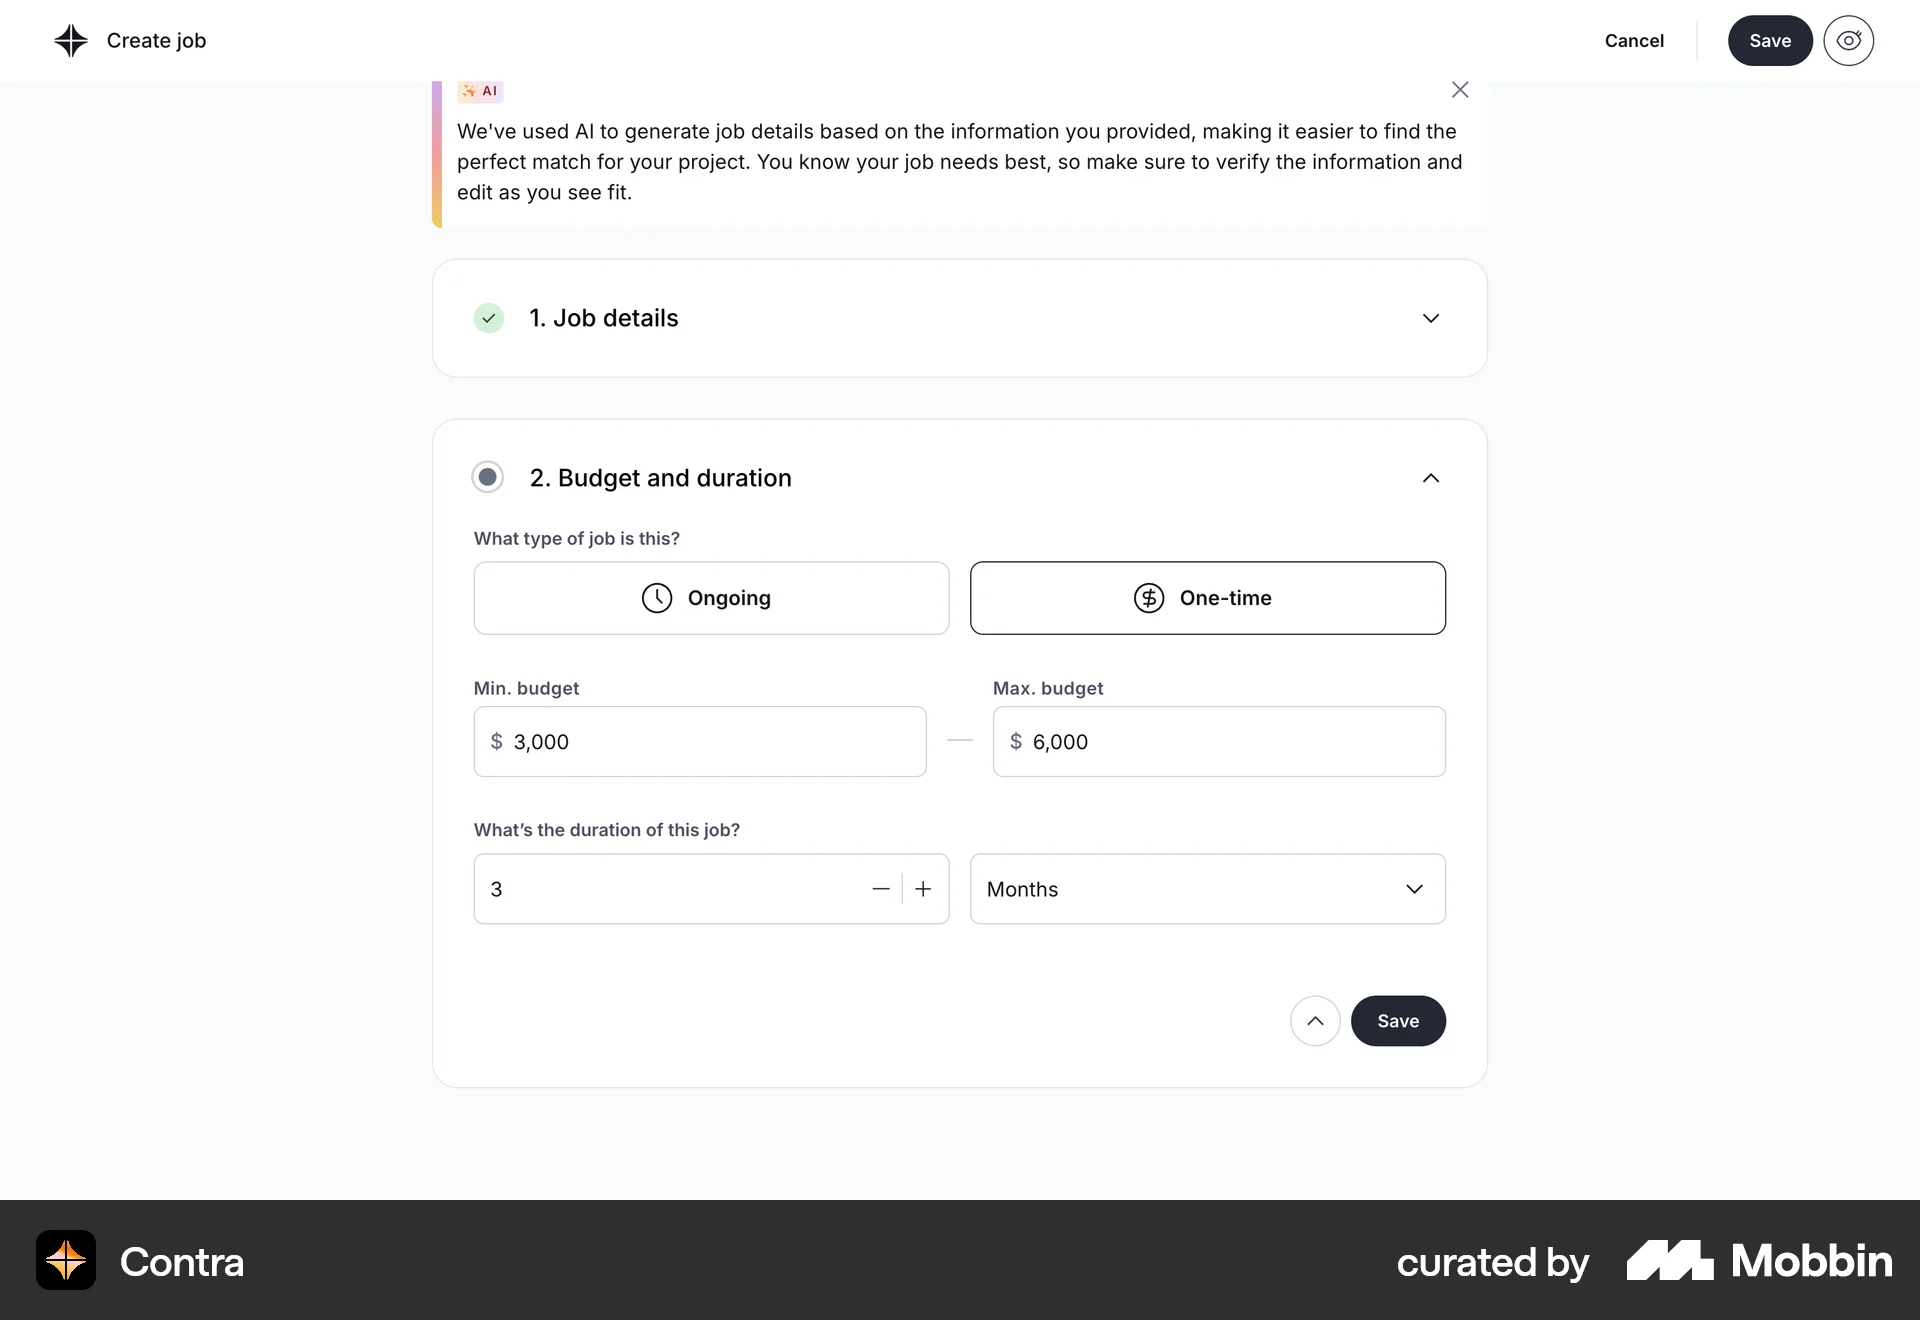 Create job
Cancel
Save
AI
We've used AI to generate job details based on the information you provided, making it easier to find the
perfect match for your project. You know your job needs best, so make sure to verify the information and
edit as you see fit.
1. Job details
2. Budget and duration
What type of job is this?
Ongoing
One-time
Min. budget
Max. budget
$ 3,000
$ 6,000
What’s the duration of this job?
3
Months
Save
Contra
curated by Mobbin